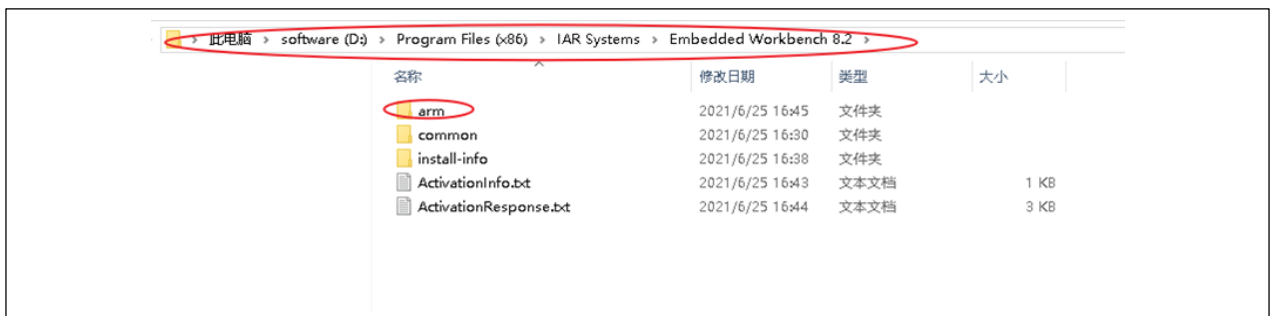 此电脑 › software (D:) › Program Files (x86) › IAR Systems › Embedded Workbench 8.2 ›
名称 修改日期 类型 大小
arm 2021/6/25 16:45 文件夹
common 2021/6/25 16:30 文件夹
install-info 2021/6/25 16:38 文件夹
ActivationInfo.txt 2021/6/25 16:43 文本文档 1 KB
ActivationResponse.txt 2021/6/25 16:44 文本文档 3 KB